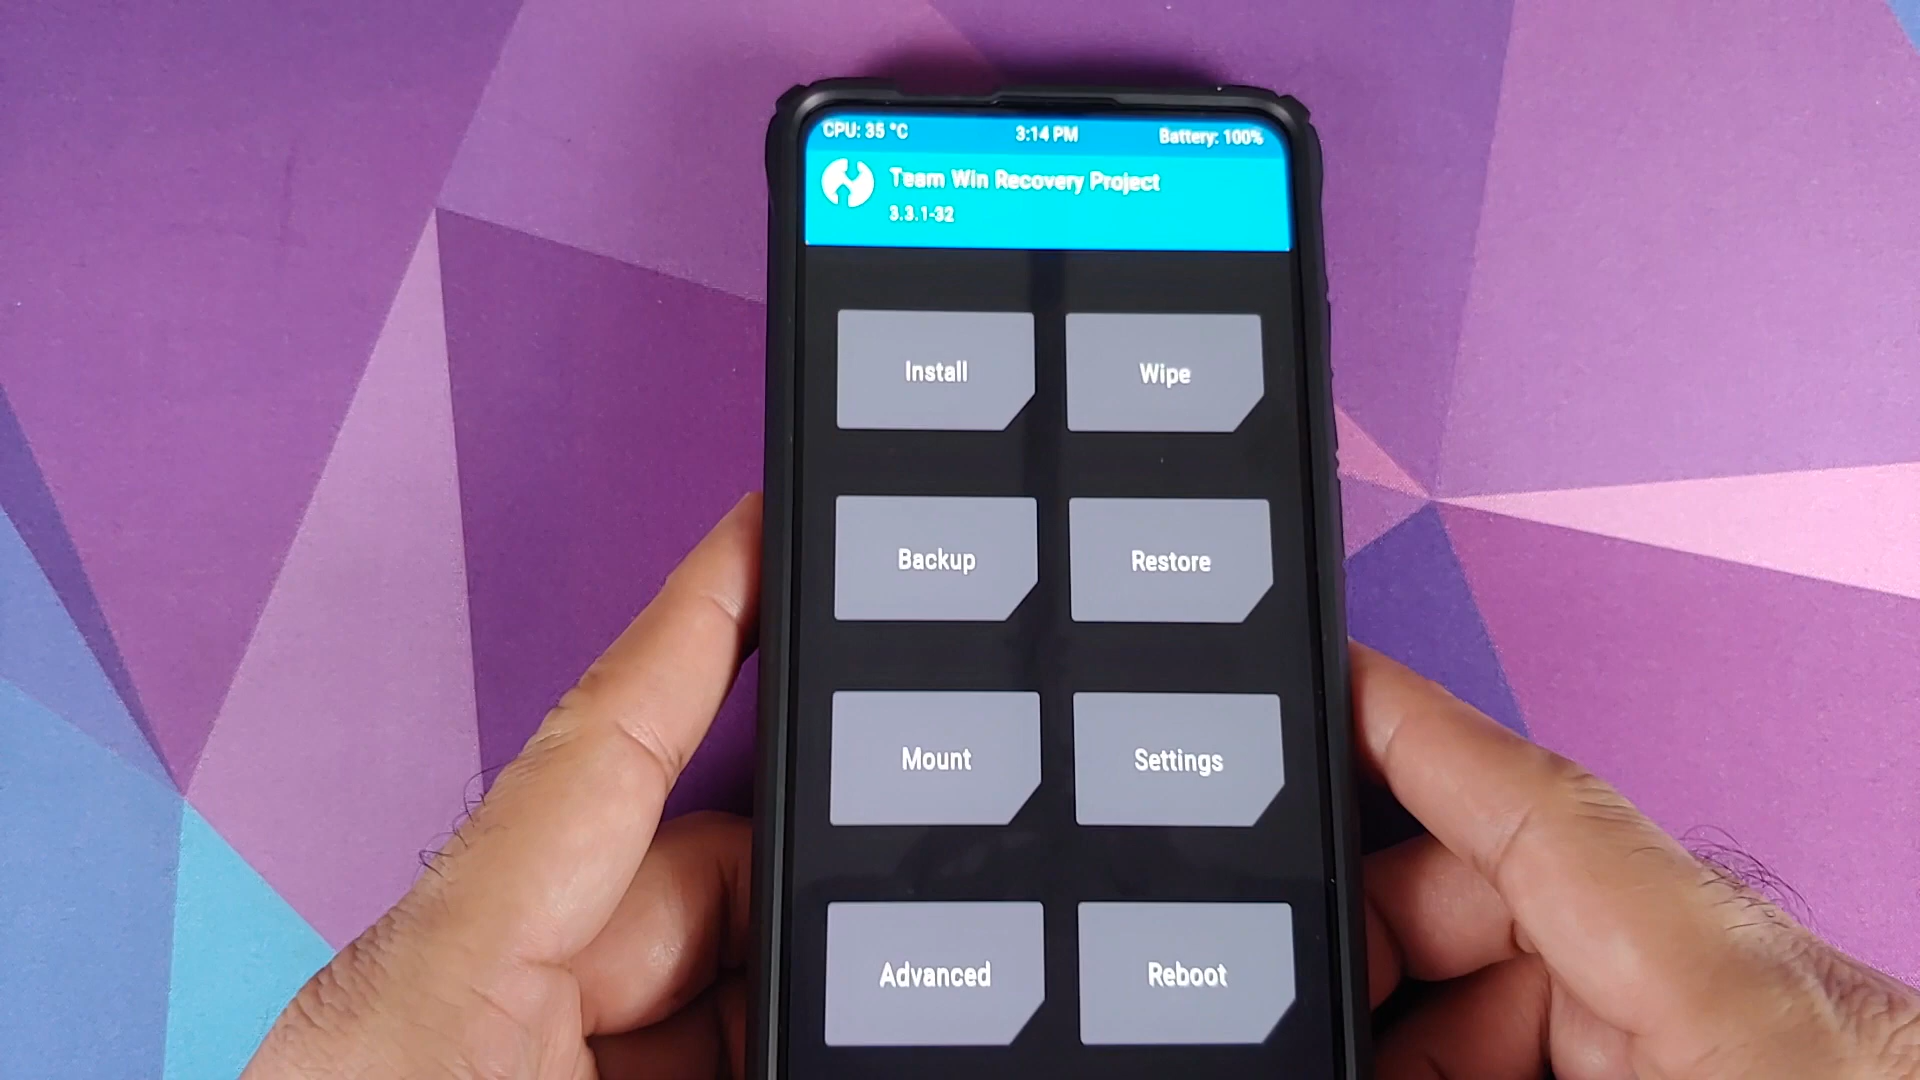 CPU: 35 °C 3:14 PM Battery: 100%
Team Win Recovery Project
3.3.1-32
Install Wipe
Backup Restore
Mount Settings
Advanced Reboot